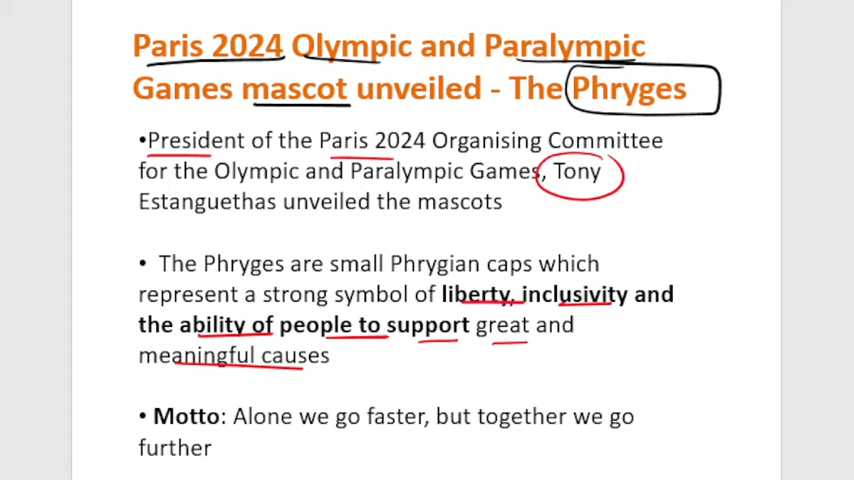 Paris 2024 Olympic and Paralympic
Games mascot unveiled - The Phryges
•President of the Paris 2024 Organising Committee
for the Olympic and Paralympic Games, Tony
Estanguethas unveiled the mascots
• The Phryges are small Phrygian caps which
represent a strong symbol of liberty, inclusivity and
the ability of people to support great and
meaningful causes
• Motto: Alone we go faster, but together we go
further